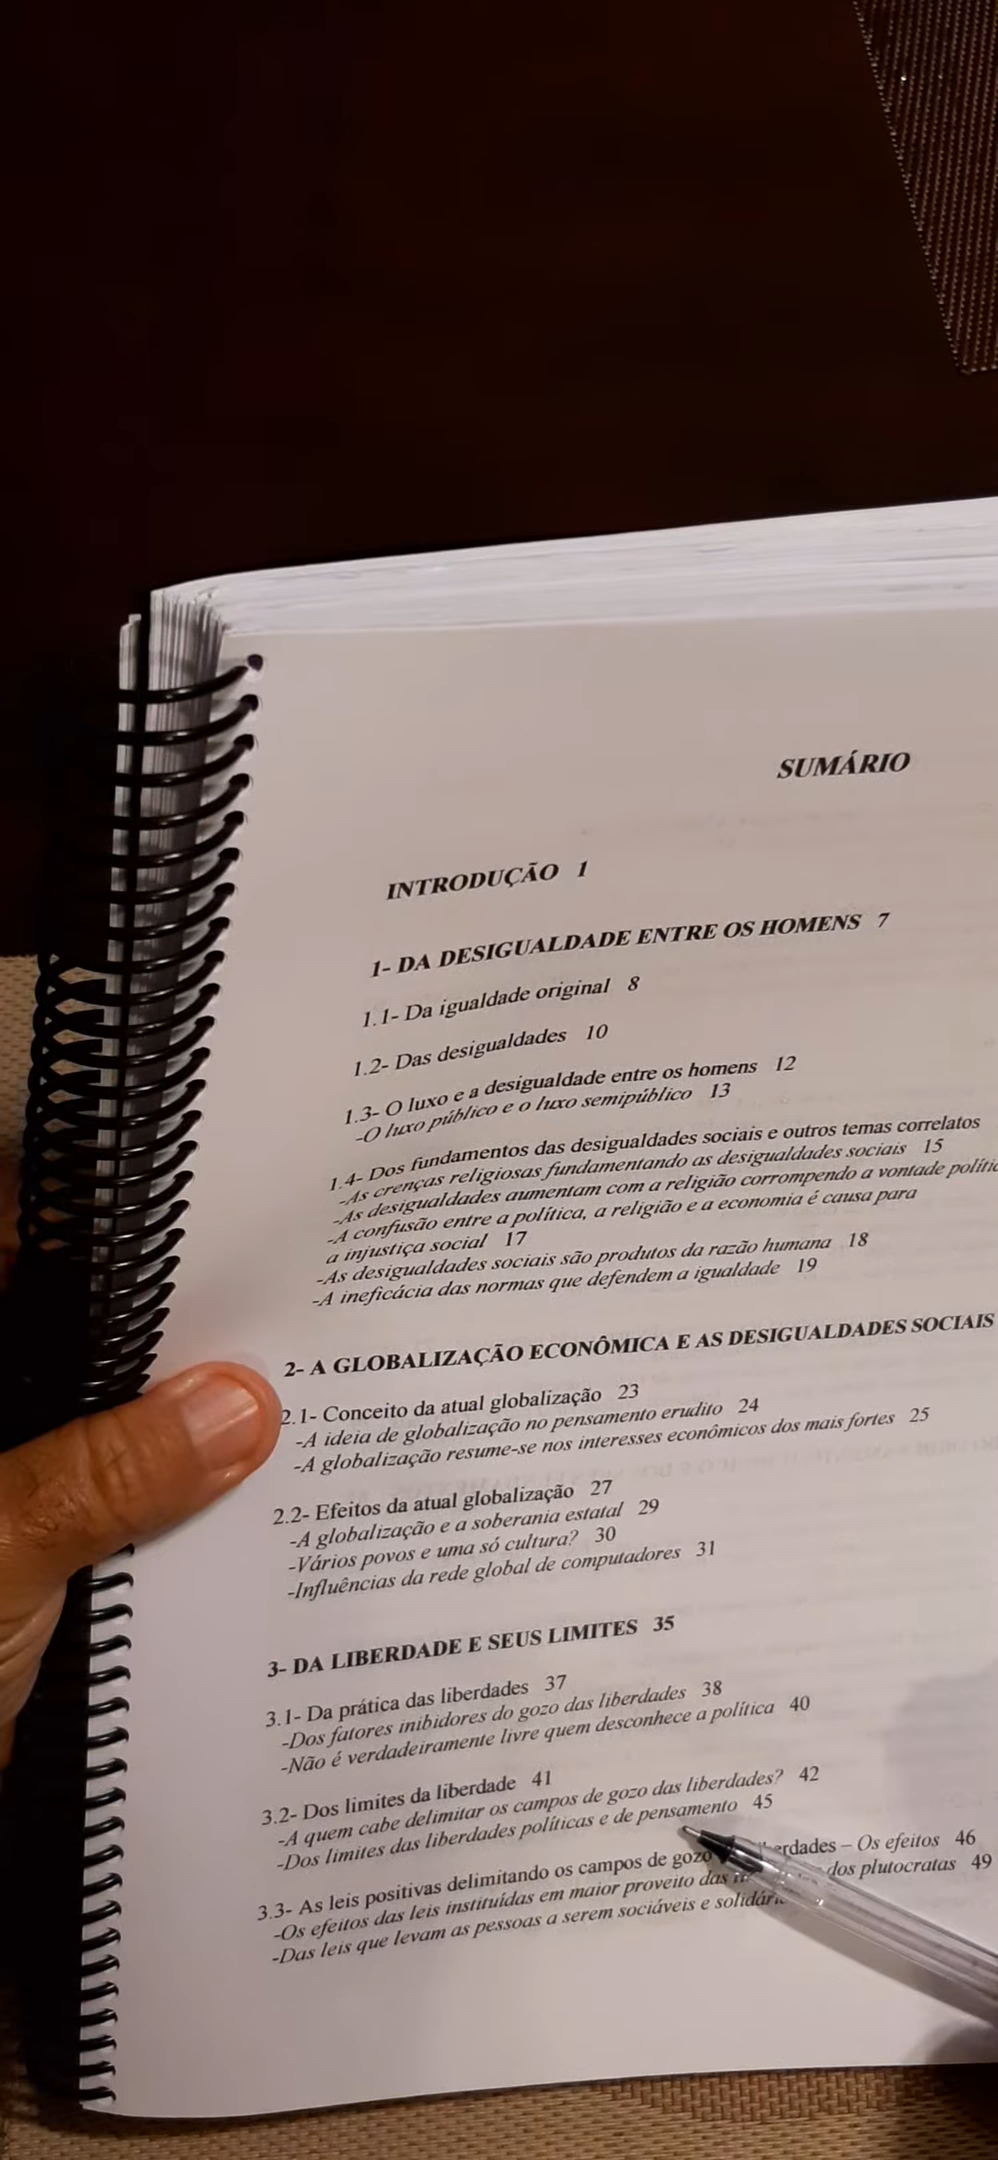 SUMÁRIO
INTRODUÇÃO 1
1- DA DESIGUALDADE ENTRE OS HOMENS 7
1.1- Da igualdade original 8
1.2- Das desigualdades 10
1.3- O luxo e a desigualdade entre os homens 12
-O luxo público e o luxo semipúblico 13
1.4- Dos fundamentos das desigualdades sociais e outros temas correlatos
-As crenças religiosas fundamentando as desigualdades sociais 15
-As desigualdades aumentam com a religião corrompendo a vontade
-A confusão entre a política, a religião e a economia é causa para
a injustiça social 17
-As desigualdades sociais são produtos da razão humana 18
-A ineficácia das normas que defendem a igualdade 19
2- A GLOBALIZAÇÃO ECONÔMICA E AS DESIGUALDADES SOCIAIS
2.1- Conceito da atual globalização 23
-A ideia de globalização no pensamento erudito 24
-A globalização resume-se nos interesses econômicos dos mais fortes 25
2.2- Efeitos da atual globalização 27
-A globalização e a soberania estatal 29
-Vários povos e uma só cultura? 30
-Influências da rede global de computadores 31
3- DA LIBERDADE E SEUS LIMITES 35
3.1- Da prática das liberdades 37
-Dos fatores inibidores do gozo das liberdades 38
-Não é verdadeiramente livre quem desconhece a política 40
3.2- Dos limites da liberdade 41
-A quem cabe delimitar os campos de gozo das liberdades? 42
-Dos limites das liberdades políticas e de pensamento 45
3.3- As leis positivas delimitando os campos de gozo – Os efeitos 46
-Os efeitos das leis instituídas em maior proveito das dos plutocratas 49
-Das leis que levam as pessoas a serem sociáveis e